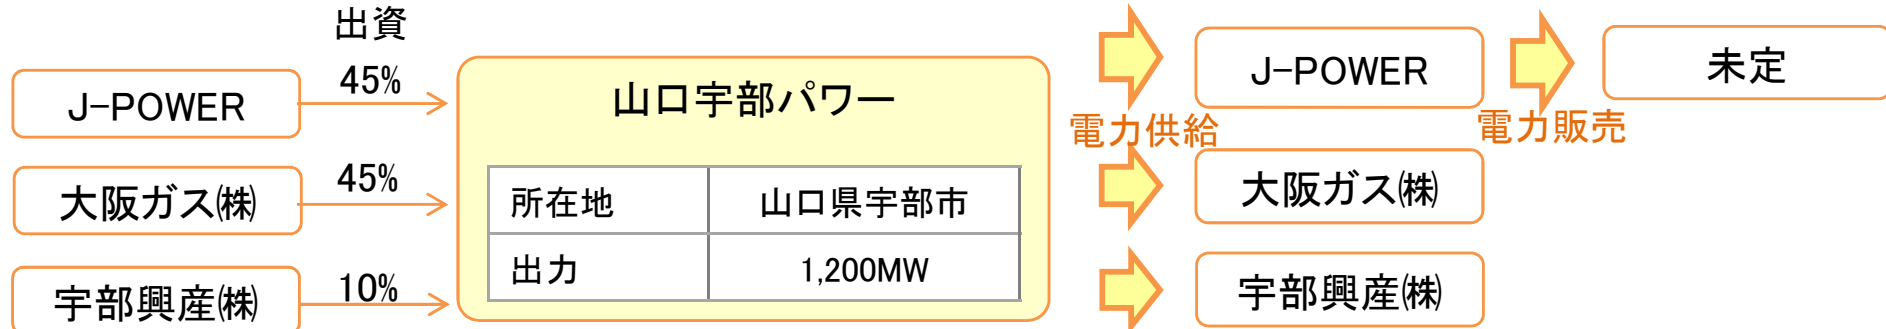 出資
J-POWER
45%
大阪ガス㈱
45%
宇部興産㈱
10%
山口宇部パワー
所在地 山口県宇部市
出力 1,200MW
電力供給
J-POWER
大阪ガス㈱
宇部興産㈱
電力販売
未定